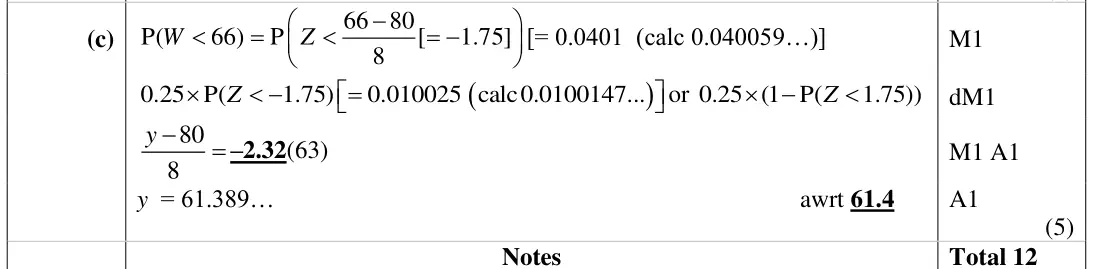 (c) P(W < 66) = P(Z < (66 − 80)/8 [= −1.75]) [= 0.0401 (calc 0.040059…)] M1
0.25 × P(Z < −1.75) [= 0.010025 (calc0.0100147...)] or 0.25 × (1 − P(Z < 1.75)) dM1
(y − 80)/8 = −2.32(63) M1 A1
y = 61.389… awrt 61.4 A1
(5)
Notes Total 12